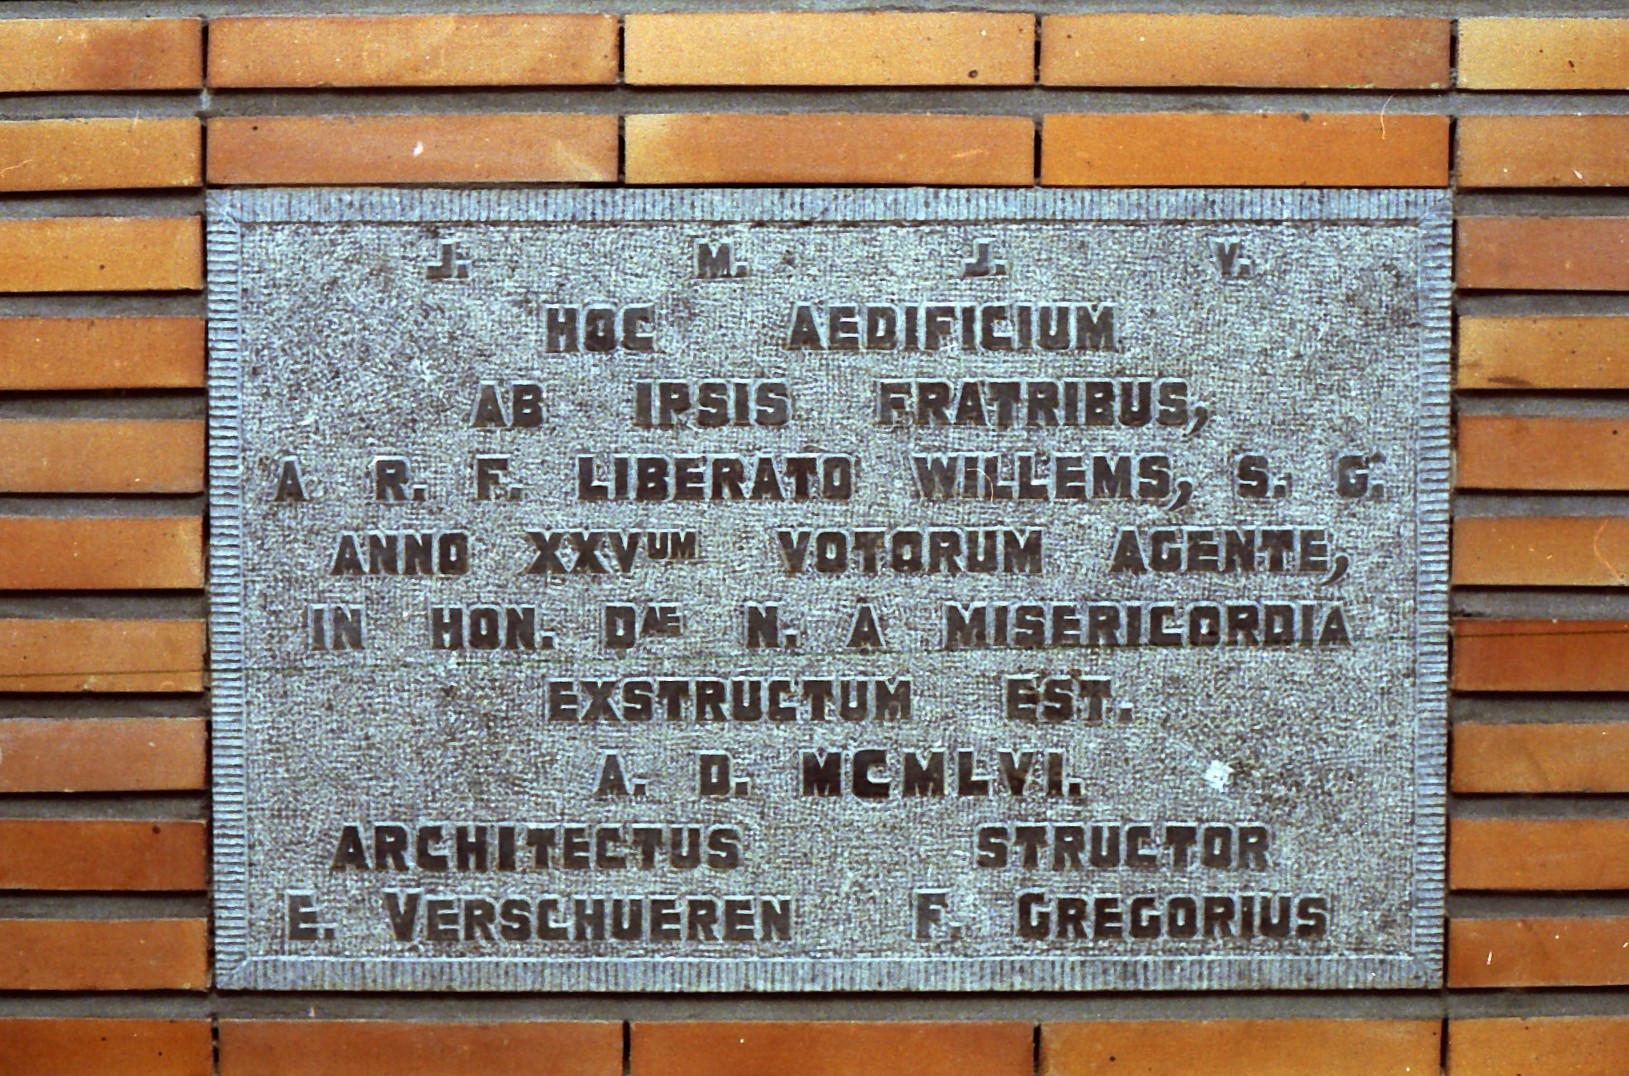 J. M. J. V.
HOC AEDIFICIUM
AB IPSIS FRATRIBUS,
A R. F. LIBERATO WILLEMS, S. G.
ANNO XXVUM VOTORUM AGENTE,
IN HON. DAE N. A MISERICORDIA
EXSTRUCTUM EST.
A. D. MCMLVI.
ARCHITECTUS STRUCTOR
E. VERSCHUEREN F. GREGORIUS